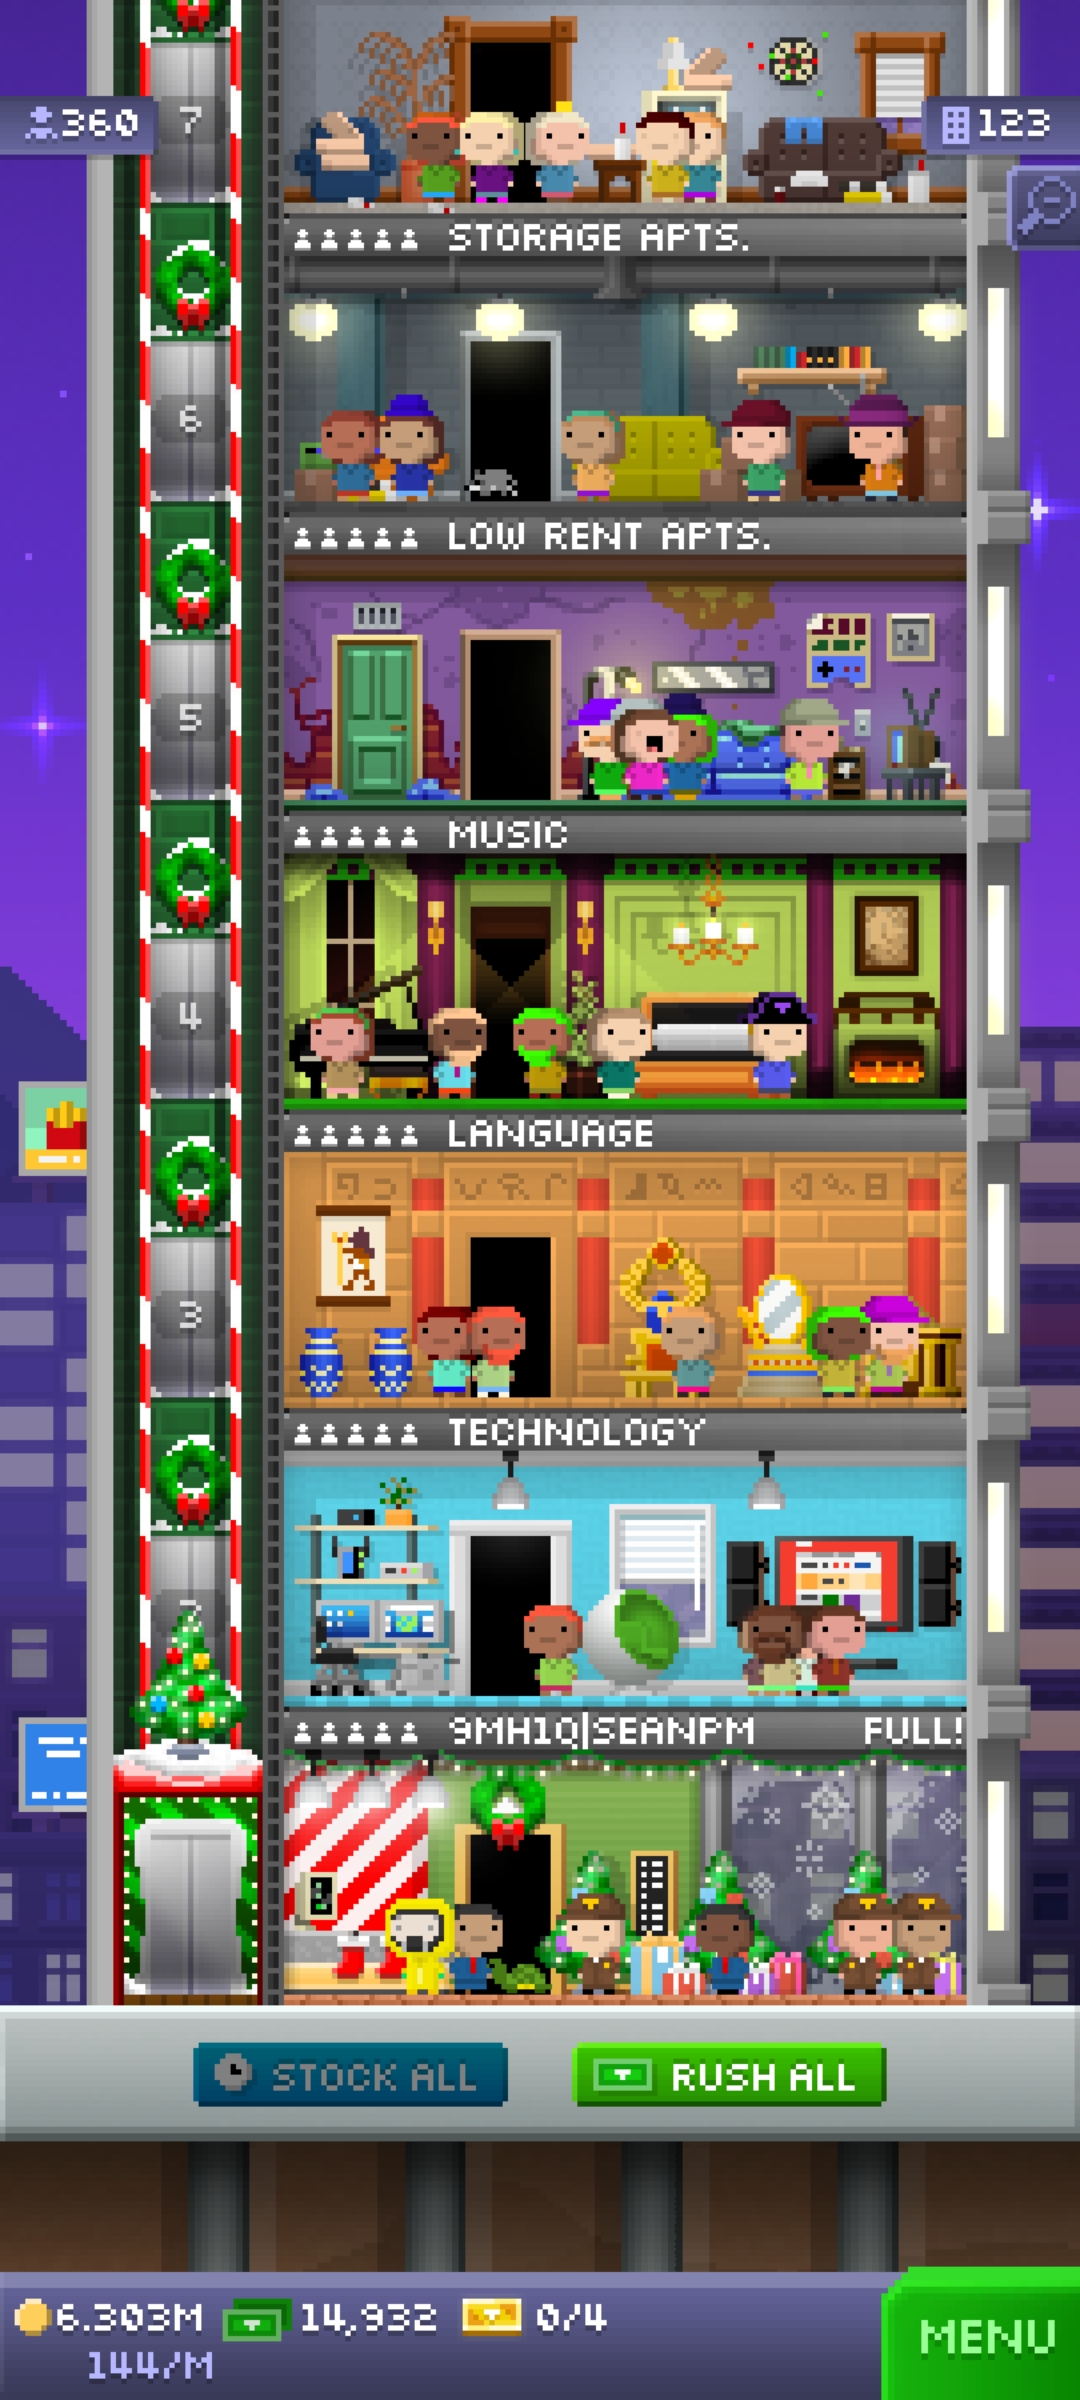 7
360
123
STORAGE APTS.
6
LOW RENT APTS.
5
MUSIC
4
LANGUAGE
3
TECHNOLOGY
9MH1Q|SEANPM FULL!
STOCK ALL
RUSH ALL
6.303M 14,932 0/4
144/M
MENU